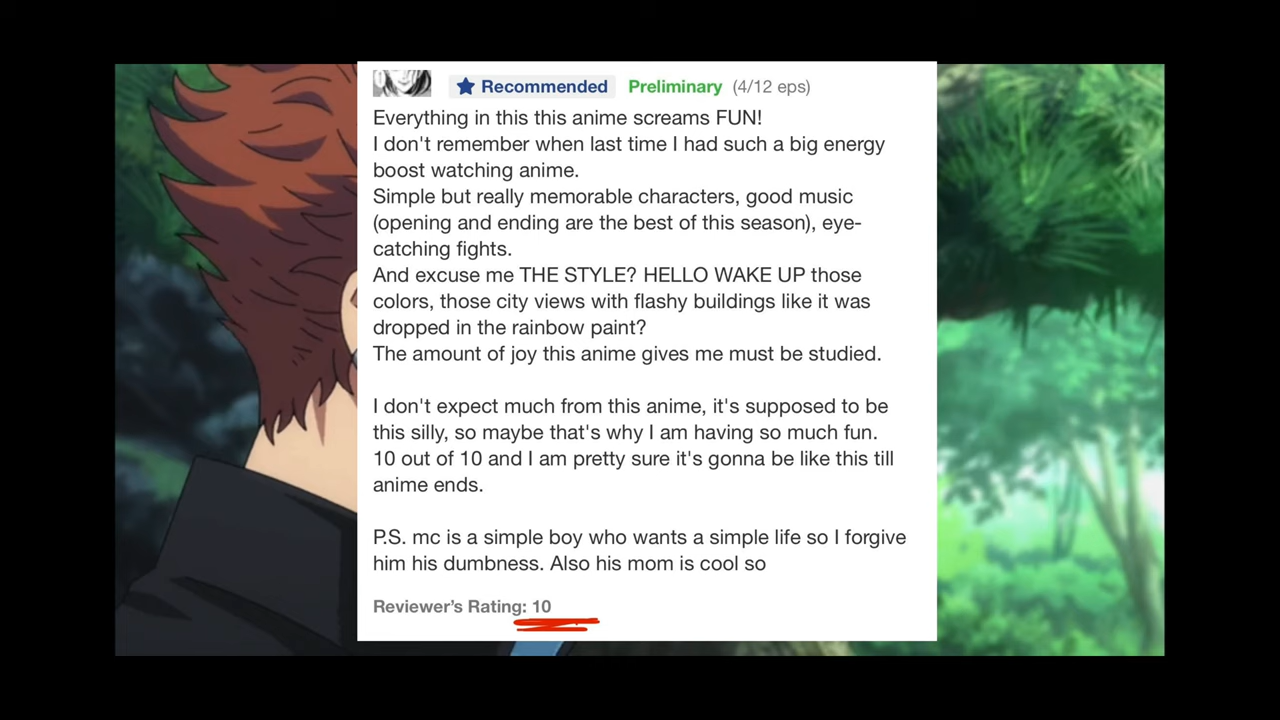 Recommended Preliminary (4/12 eps)
Everything in this this anime screams FUN!
I don't remember when last time I had such a big energy
boost watching anime.
Simple but really memorable characters, good music
(opening and ending are the best of this season), eye-
catching fights.
And excuse me THE STYLE? HELLO WAKE UP those
colors, those city views with flashy buildings like it was
dropped in the rainbow paint?
The amount of joy this anime gives me must be studied.
I don't expect much from this anime, it's supposed to be
this silly, so maybe that's why I am having so much fun.
10 out of 10 and I am pretty sure it's gonna be like this till
anime ends.
P.S. mc is a simple boy who wants a simple life so I forgive
him his dumbness. Also his mom is cool so
Reviewer's Rating: 10